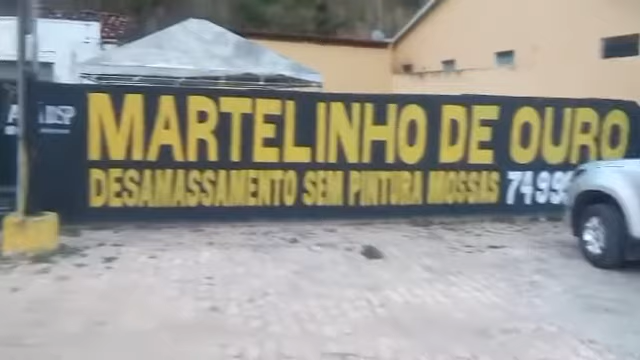 MARTELINHO DE OURO
DESAMASSAMENTO SEM PINTURA MOSSAS 7499